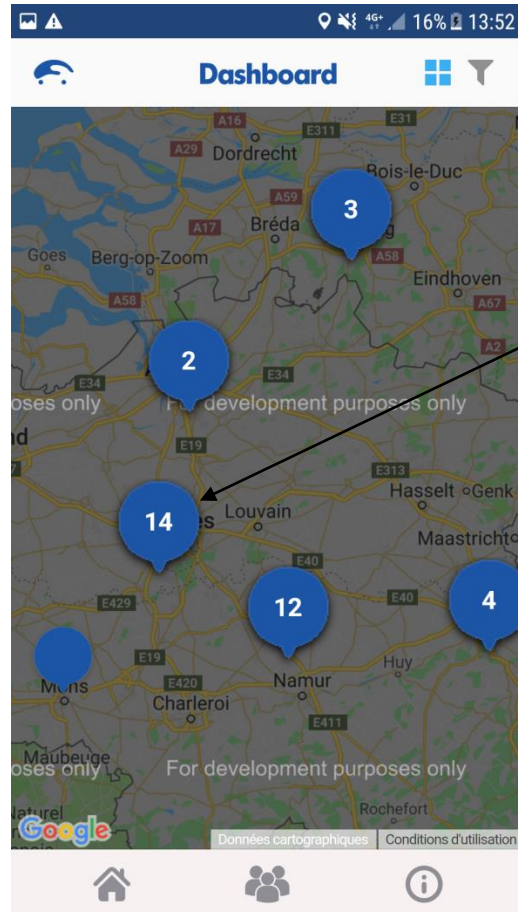 4G+ 16% 13:52
Dashboard
A16
E311
E31
A29
Dordrecht
Bois-le-Duc
A59
3
A17
Bréda
g
Goes
Berg-op-Zoom
A58
A58
Eindhoven
A67
2
A2
A
E34
E34
oses only
For development purposes only
nd
E19
E313
Hasselt
Genk
14
es
Louvain
Maastricht
E40
E429
12
E40
4
E19
Huy
Mons
E420
Namur
Charleroi
E411
Maubeuge
oses only
For development purposes only
Rochefort
aturel
Google
Données cartographiques
Conditions d'utilisation